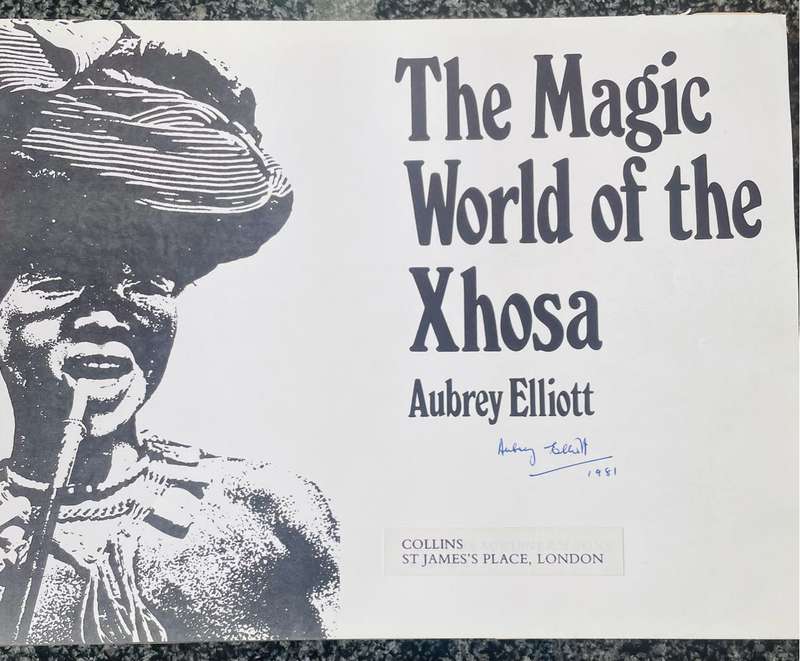 The Magic
World of the
Xhosa
Aubrey Elliott
Aubrey Elliott
1981
COLLINS
ST JAMES'S PLACE, LONDON